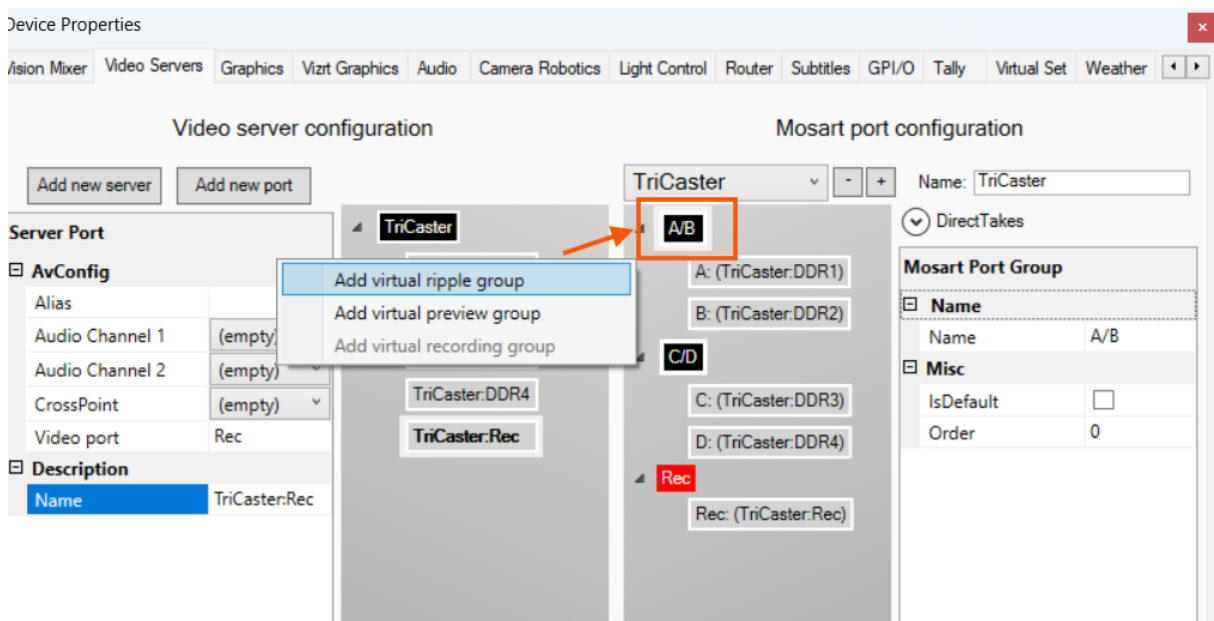 Device Properties
Vision Mixer Video Servers Graphics Vizrt Graphics Audio Camera Robotics Light Control Router Subtitles GPI/O Tally Virtual Set Weather
Video server configuration
Mosart port configuration
Add new server Add new port
TriCaster - + Name: TriCaster
Server Port
TriCaster
A/B
DirectTakes
AvConfig
Add virtual ripple group
A: (TriCaster:DDR1)
Mosart Port Group
Alias
Add virtual preview group
B: (TriCaster:DDR2)
Name
Audio Channel 1 (empty)
Add virtual recording group
C/D
Name A/B
Audio Channel 2 (empty)
Misc
CrossPoint (empty)
TriCaster:DDR4
C: (TriCaster:DDR3)
IsDefault
Video port Rec
TriCaster:Rec
D: (TriCaster:DDR4)
Order 0
Description
Rec
Name TriCaster:Rec
Rec: (TriCaster:Rec)